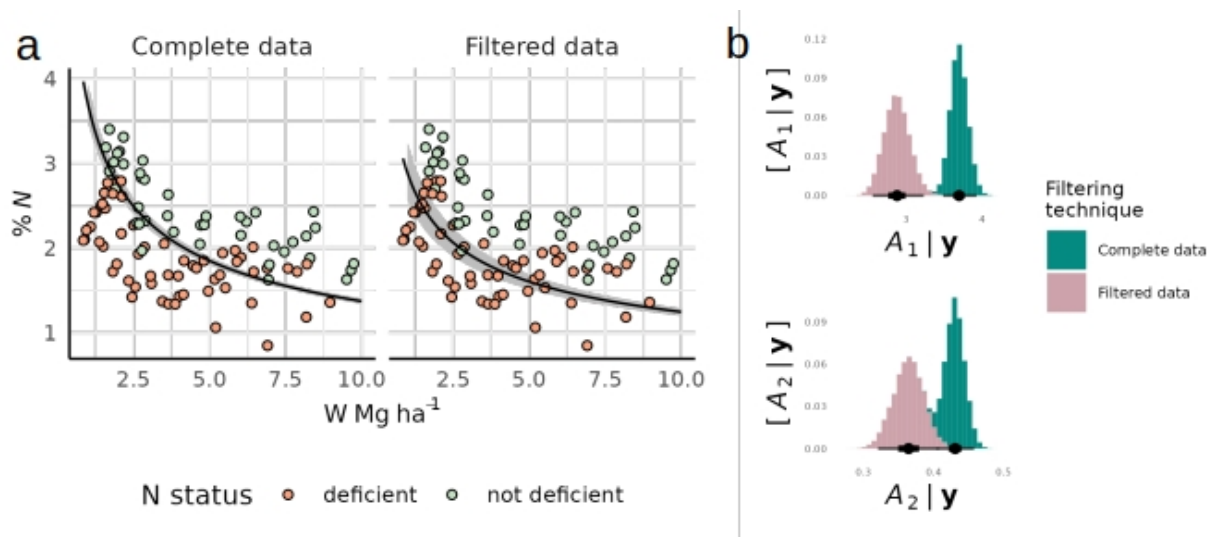 a
Complete data
Filtered data
4
3
2
1
% N
2.5
5.0
7.5
10.0
2.5
5.0
7.5
10.0
W Mg ha⁻¹
N status
deficient
not deficient
b
0.12
0.09
0.06
0.03
0.00
[ A₁ | y ]
3
4
A₁ | y
0.09
0.06
0.03
0.00
[ A₂ | y ]
0.3
0.4
0.5
A₂ | y
Filtering
technique
Complete data
Filtered data